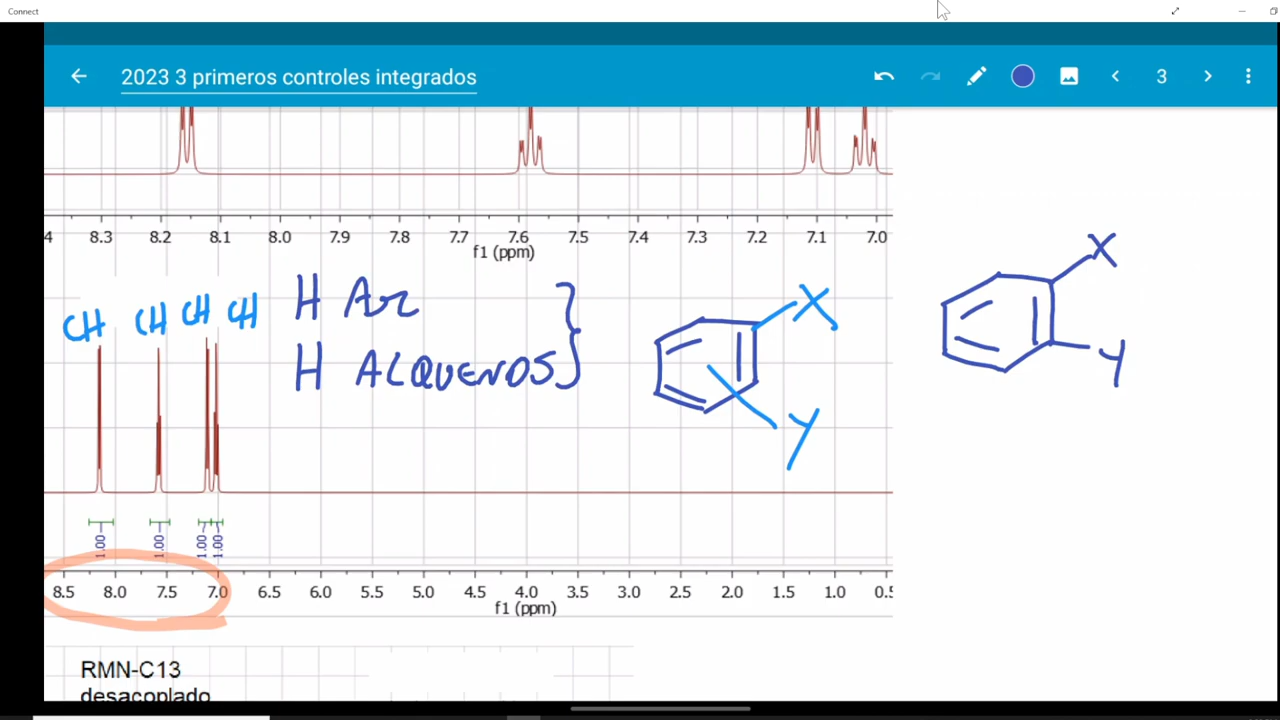 Connect
2023 3 primeros controles integrados
3
4 8.3 8.2 8.1 8.0 7.9 7.8 7.7 7.6 7.5 7.4 7.3 7.2 7.1 7.0
f1 (ppm)
CH CH CH CH
H Ar
H ALQUENOS
X
Y
X
Y
1.00 1.00 1.00 1.00
8.5 8.0 7.5 7.0 6.5 6.0 5.5 5.0 4.5 4.0 3.5 3.0 2.5 2.0 1.5 1.0 0.5
f1 (ppm)
RMN-C13
desacoplado